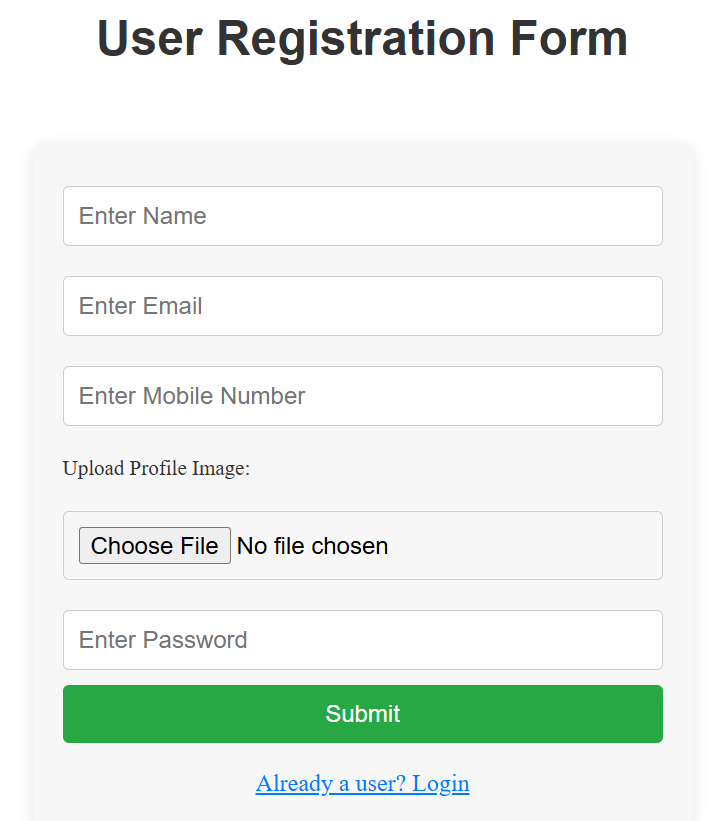 User Registration Form
Enter Name
Enter Email
Enter Mobile Number
Upload Profile Image:
Choose File No file chosen
Enter Password
Submit
Already a user? Login